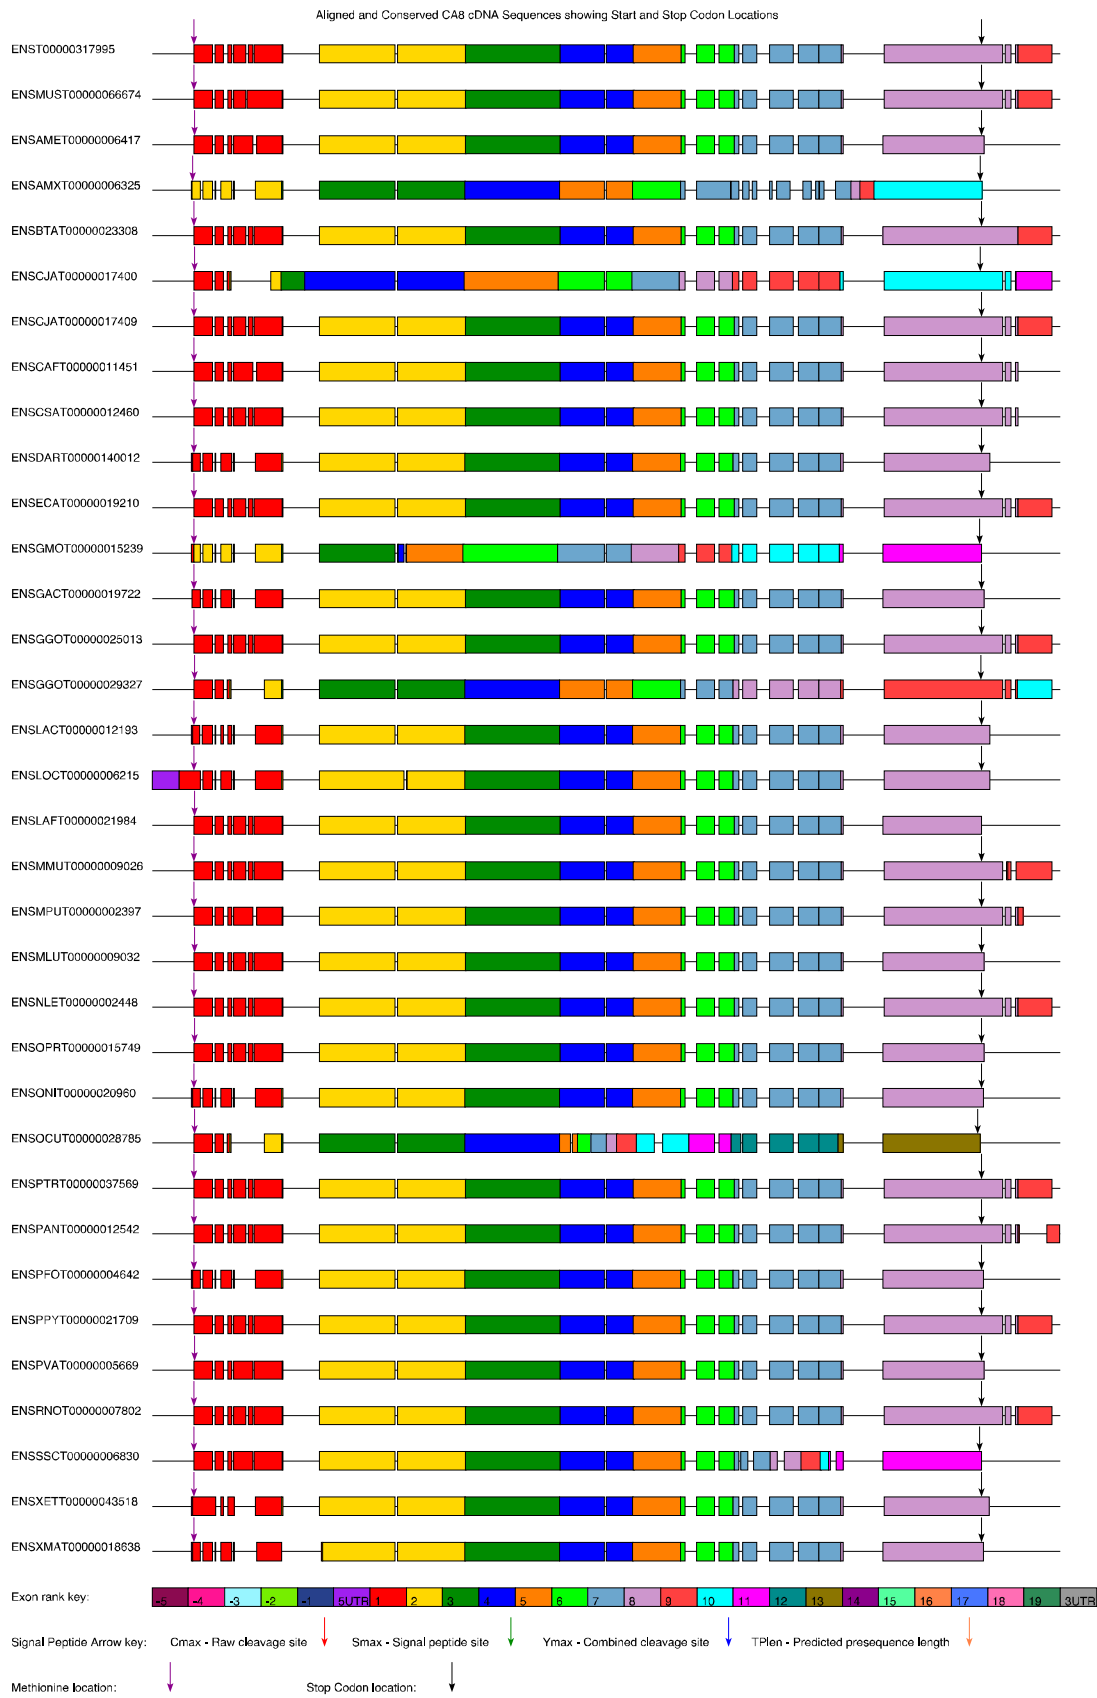 Aligned and Conserved CA8 cDNA Sequences showing Start and Stop Codon Locations
ENST00000317995
ENSMUST00000066674
ENSAMET00000006417
ENSAMXT00000006325
ENSBTAT00000023308
ENSCJAT00000017400
ENSCJAT00000017409
ENSCAFT00000011451
ENSCSAT00000012460
ENSDART00000140012
ENSECAT00000019210
ENSGMOT00000015239
ENSGACT00000019722
ENSGGOT00000025013
ENSGGOT00000029327
ENSLACT00000012193
ENSLOCT00000006215
ENSLAFT00000021984
ENSMMUT00000009026
ENSMPUT00000002397
ENSMLUT00000009032
ENSNLET00000002448
ENSOPRT00000015749
ENSONIT00000020960
ENSOCUT00000028785
ENSPTRT00000037569
ENSPANT00000012542
ENSPFOT00000004642
ENSPPYT00000021709
ENSPVAT00000005669
ENSRNOT00000007802
ENSSSCT00000006830
ENSXETT00000043518
ENSXMAT00000018638
Exon rank key: -5 -4 -3 -2 -1 5UTR 1 2 3 4 5 6 7 8 9 10 11 12 13 14 15 16 17 18 19 3UTR
Signal Peptide Arrow key: Cmax - Raw cleavage site Smax - Signal peptide site Ymax - Combined cleavage site TPlen - Predicted presequence length
Methionine location: Stop Codon location: